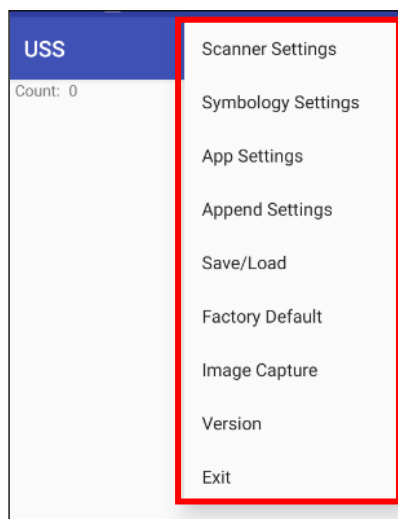 USS
Count: 0
Scanner Settings
Symbology Settings
App Settings
Append Settings
Save/Load
Factory Default
Image Capture
Version
Exit